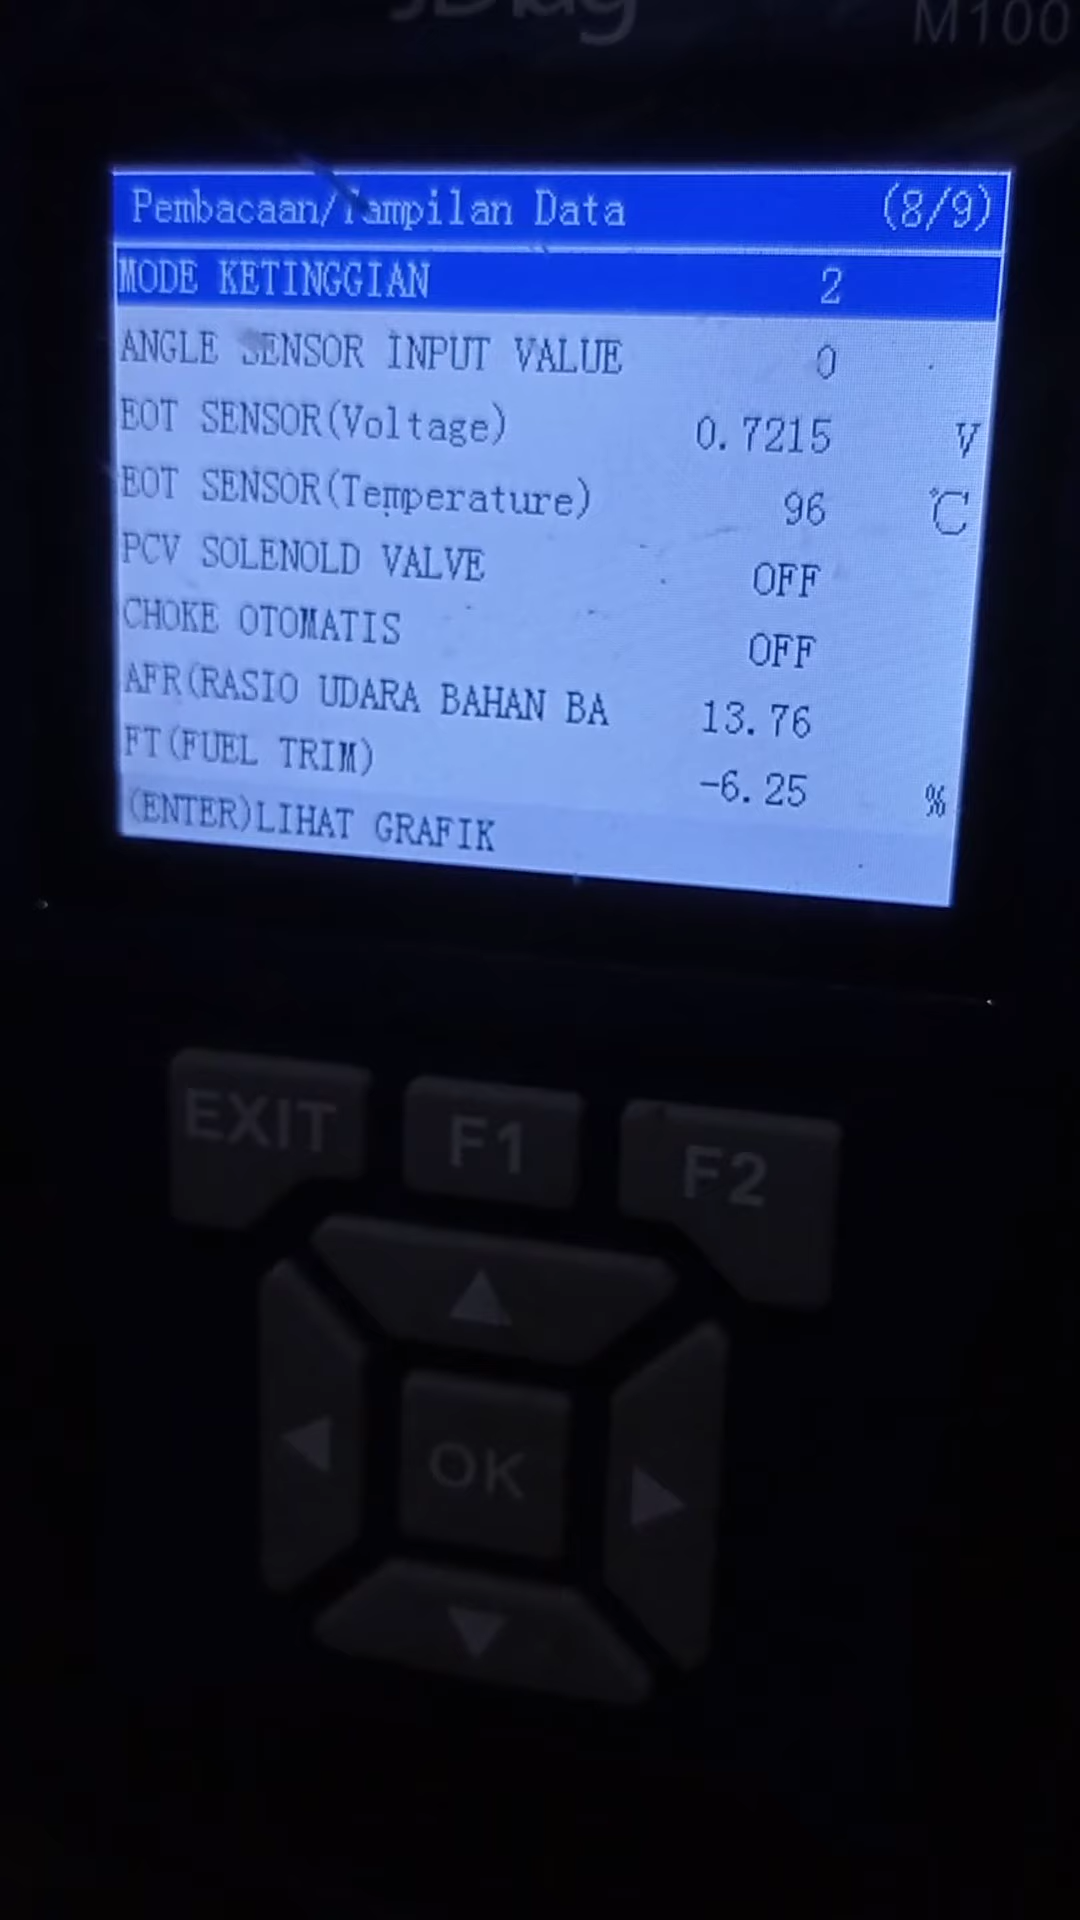 JDiag
M100
Pembacaan/Tampilan Data (8/9)
MODE KETINGGIAN 2
ANGLE SENSOR INPUT VALUE 0
EOT SENSOR(Voltage) 0.7215 V
EOT SENSOR(Temperature) 96 ℃
PCV SOLENOLD VALVE OFF
CHOKE OTOMATIS OFF
AFR(RASIO UDARA BAHAN BA 13.76
FT(FUEL TRIM) -6.25 %
(ENTER)LIHAT GRAFIK
EXIT F1 F2
OK